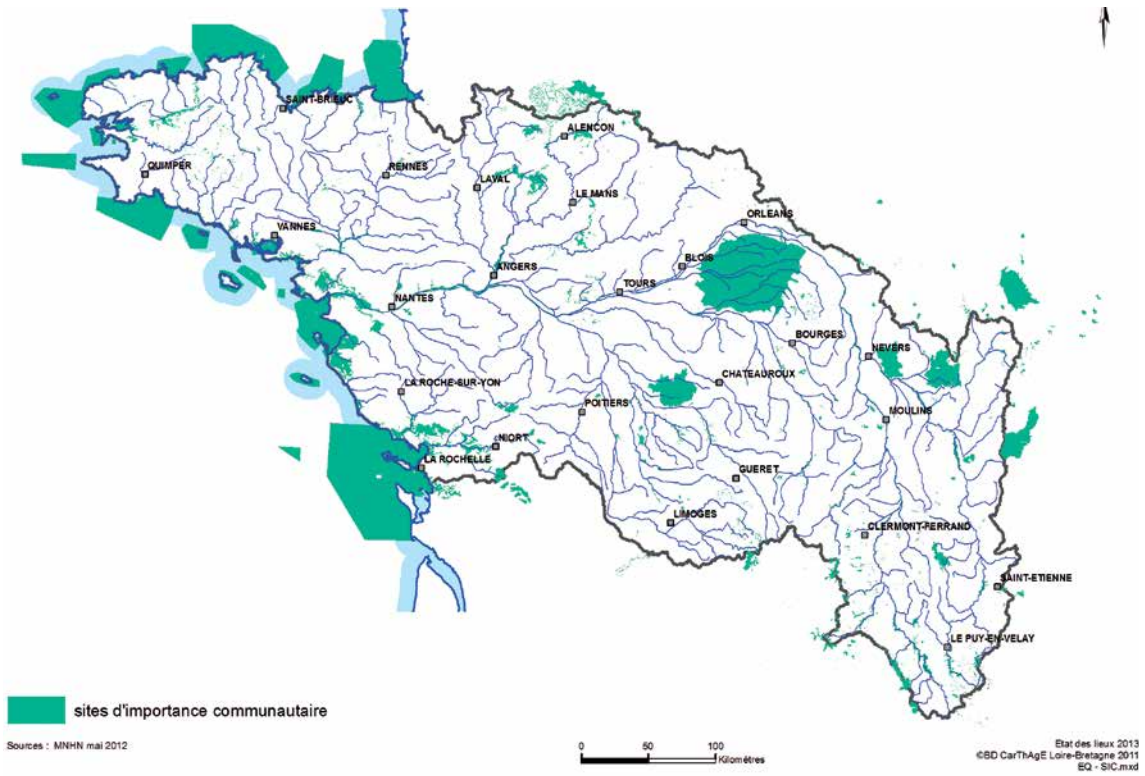 SAINT-BRIEUC
ALENCON
QUIMPER
RENNES
LAVAL
LE MANS
ORLEANS
VANNES
BLOIS
ANGERS
TOURS
NANTES
BOURGES
NEVERS
CHATEAUROUX
LA ROCHE-SUR-YON
POITIERS
MOULINS
NIORT
LA ROCHELLE
GUERET
LIMOGES
CLERMONT-FERRAND
SAINT-ETIENNE
LE PUY-EN-VELAY
sites d'importance communautaire
Sources : MNHN mai 2012
0 50 100
Kilomètres
Etat des lieux 2013
©BD CarThAgE Loire-Bretagne 2011
EQ - SIC.mxd